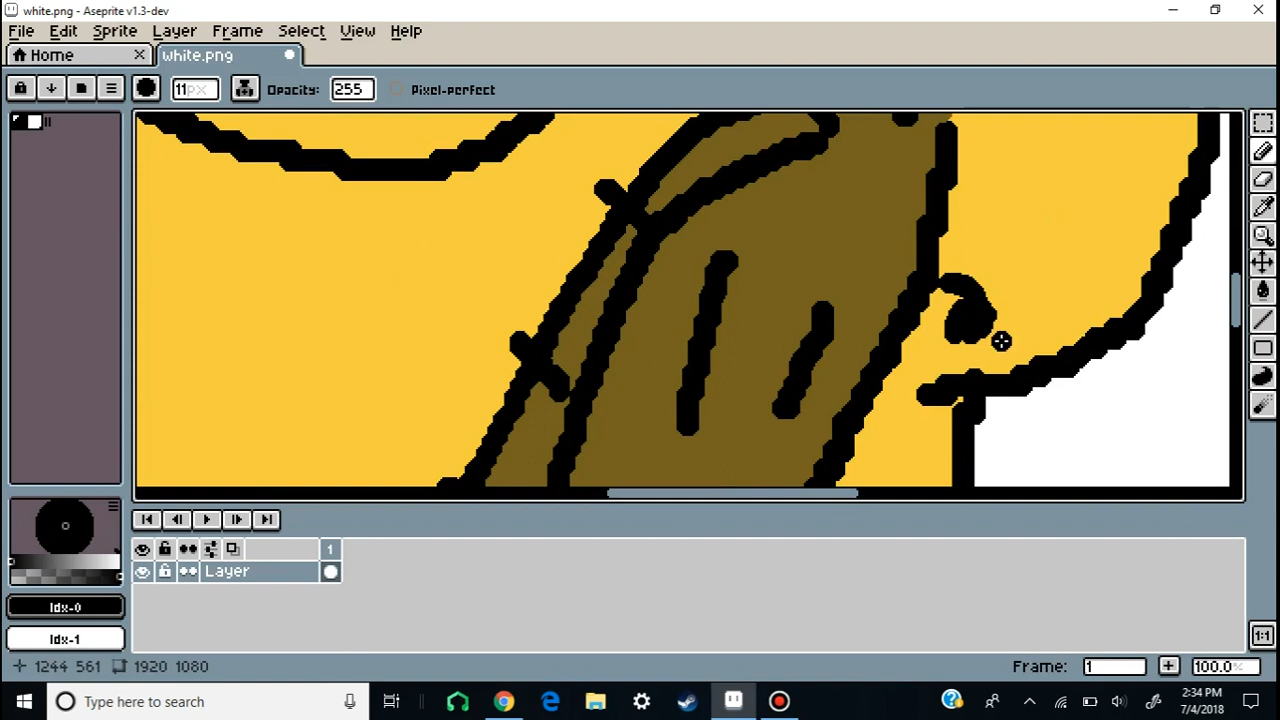 white.png - Aseprite v1.3-dev
File Edit Sprite Layer Frame Select View Help
Home white.png
11px Opacity: 255 Pixel-perfect
1
Layer
Idx-0
Idx-1
1244 561 1920 1080 Frame: 1 100.0%
1:1
Type here to search
2:34 PM
7/4/2018